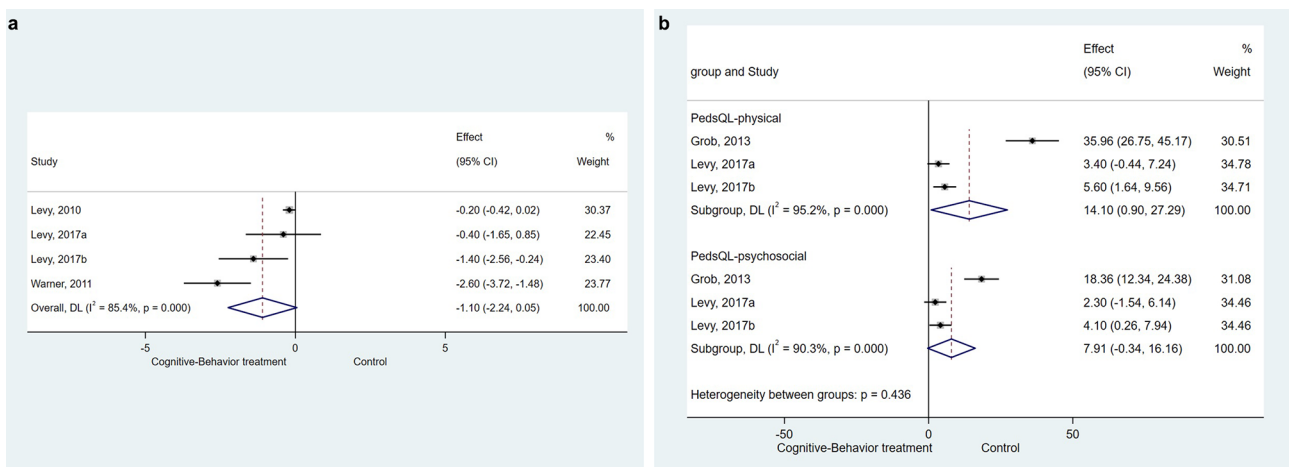 a
Effect %
Study (95% CI) Weight
Levy, 2010 -0.20 (-0.42, 0.02) 30.37
Levy, 2017a -0.40 (-1.65, 0.85) 22.45
Levy, 2017b -1.40 (-2.56, -0.24) 23.40
Warner, 2011 -2.60 (-3.72, -1.48) 23.77
Overall, DL (I² = 85.4%, p = 0.000) -1.10 (-2.24, 0.05) 100.00
-5 0 5
Cognitive-Behavior treatment Control
b
Effect %
group and Study (95% CI) Weight
PedsQL-physical
Grob, 2013 35.96 (26.75, 45.17) 30.51
Levy, 2017a 3.40 (-0.44, 7.24) 34.78
Levy, 2017b 5.60 (1.64, 9.56) 34.71
Subgroup, DL (I² = 95.2%, p = 0.000) 14.10 (0.90, 27.29) 100.00
PedsQL-psychosocial
Grob, 2013 18.36 (12.34, 24.38) 31.08
Levy, 2017a 2.30 (-1.54, 6.14) 34.46
Levy, 2017b 4.10 (0.26, 7.94) 34.46
Subgroup, DL (I² = 90.3%, p = 0.000) 7.91 (-0.34, 16.16) 100.00
Heterogeneity between groups: p = 0.436
-50 0 50
Cognitive-Behavior treatment Control